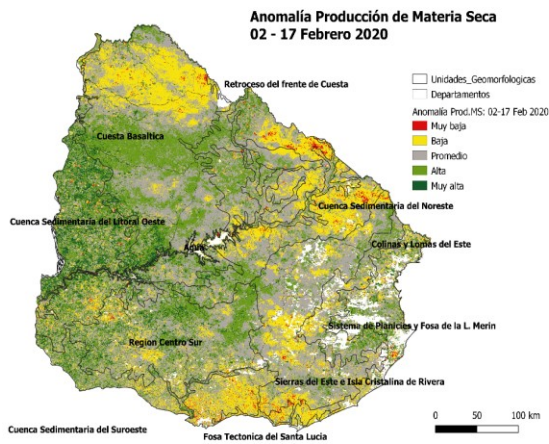 Anomalía Producción de Materia Seca
02 - 17 Febrero 2020
Retroceso del frente de Cuesta
Unidades_Geomorfologicas
Departamentos
Anomalía Prod.MS: 02-17 Feb 2020
Muy baja
Baja
Promedio
Alta
Muy alta
Cuesta Basaltica
Cuenca Sedimentaria del Noreste
Cuenca Sedimentaria del Litoral Oeste
Colinas y Lomas del Este
Sistema de Planicies y Fosa de la L. Merin
Region Centro Sur
Sierras del Este e Isla Cristalina de Rivera
Cuenca Sedimentaria del Suroeste
Fosa Tectonica del Santa Lucia
0 50 100 km